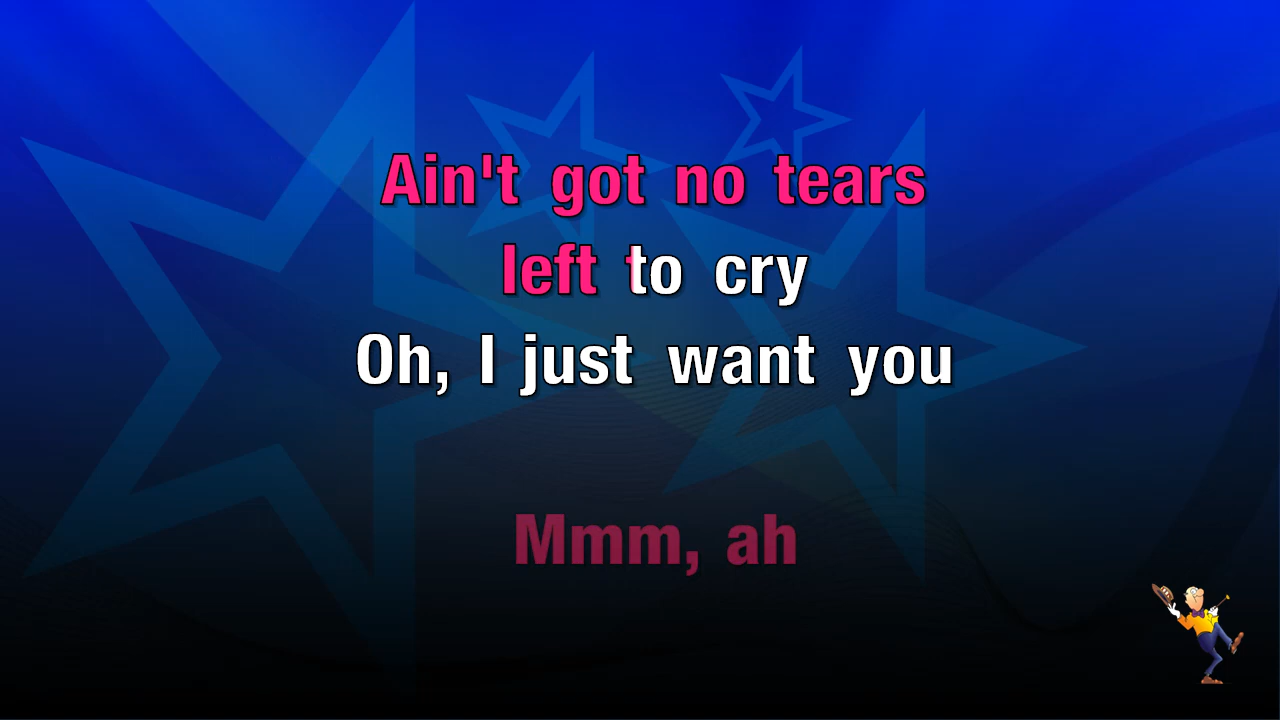 Ain't got no tears
left to cry
Oh, I just want you
Mmm, ah